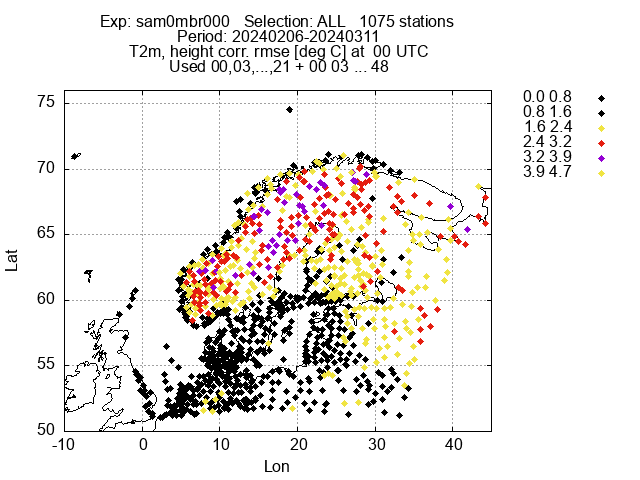 Exp: sam0mbr000   Selection: ALL   1075 stations
Period: 20240206-20240311
T2m, height corr. rmse [deg C] at  00 UTC
Used 00,03,...,21 + 00 03 ... 48
0.0 0.8
0.8 1.6
1.6 2.4
2.4 3.2
3.2 3.9
3.9 4.7
75
70
65
60
55
50
Lat
-10 0 10 20 30 40
Lon